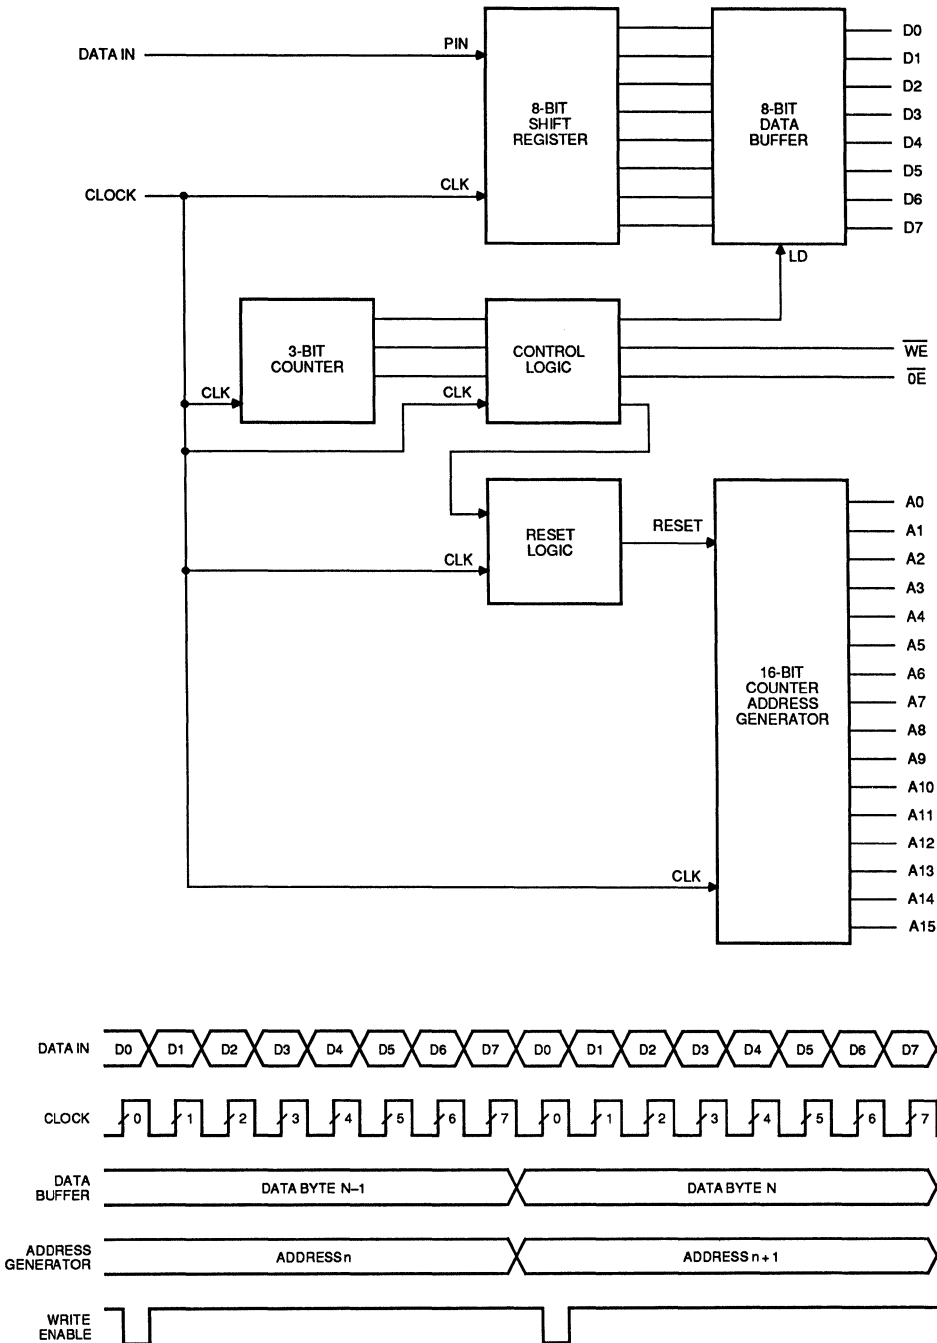 DATA IN
PIN
8-BIT
SHIFT
REGISTER
8-BIT
DATA
BUFFER
D0
D1
D2
D3
D4
D5
D6
D7
CLOCK
CLK
LD
3-BIT
COUNTER
CLK
CONTROL
LOGIC
CLK
WE
0E
RESET
LOGIC
CLK
RESET
16-BIT
COUNTER
ADDRESS
GENERATOR
CLK
A0
A1
A2
A3
A4
A5
A6
A7
A8
A9
A10
A11
A12
A13
A14
A15
DATA IN D0 D1 D2 D3 D4 D5 D6 D7 D0 D1 D2 D3 D4 D5 D6 D7
CLOCK 0 1 2 3 4 5 6 7 0 1 2 3 4 5 6 7
DATA
BUFFER
DATA BYTE N–1 DATA BYTE N
ADDRESS
GENERATOR
ADDRESS n ADDRESS n + 1
WRITE
ENABLE